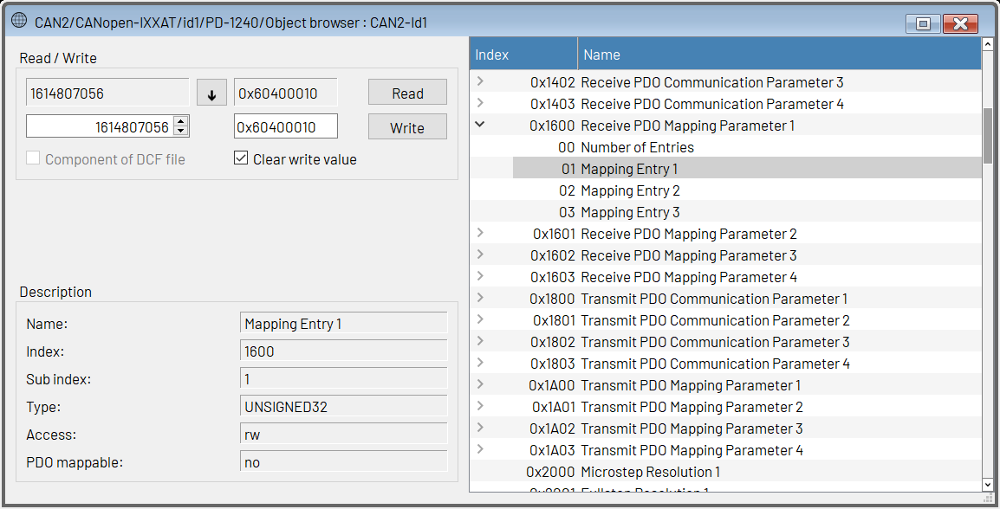 CAN2/CANopen-IXXAT/id1/PD-1240/Object browser : CAN2-Id1
Read / Write
1614807056
0x60400010
Read
1614807056
0x60400010
Write
Component of DCF file
Clear write value
Description
Name:
Mapping Entry 1
Index:
1600
Sub index:
1
Type:
UNSIGNED32
Access:
rw
PDO mappable:
no
Index Name
0x1402 Receive PDO Communication Parameter 3
0x1403 Receive PDO Communication Parameter 4
0x1600 Receive PDO Mapping Parameter 1
00 Number of Entries
01 Mapping Entry 1
02 Mapping Entry 2
03 Mapping Entry 3
0x1601 Receive PDO Mapping Parameter 2
0x1602 Receive PDO Mapping Parameter 3
0x1603 Receive PDO Mapping Parameter 4
0x1800 Transmit PDO Communication Parameter 1
0x1801 Transmit PDO Communication Parameter 2
0x1802 Transmit PDO Communication Parameter 3
0x1803 Transmit PDO Communication Parameter 4
0x1A00 Transmit PDO Mapping Parameter 1
0x1A01 Transmit PDO Mapping Parameter 2
0x1A02 Transmit PDO Mapping Parameter 3
0x1A03 Transmit PDO Mapping Parameter 4
0x2000 Microstep Resolution 1